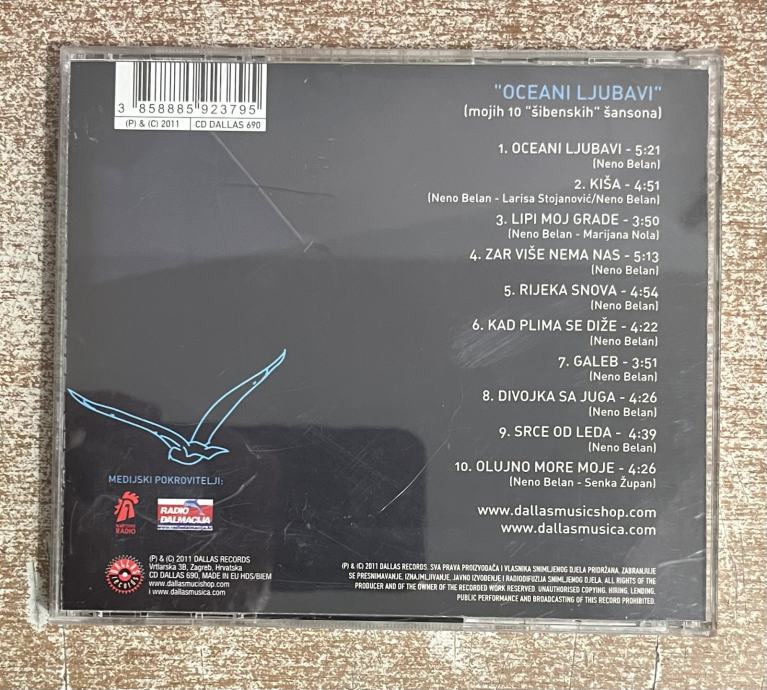 3 858885 923795
(P) & (C) 2011 CD DALLAS 690
"OCEANI LJUBAVI"
(mojih 10 "šibenskih" šansona)
1. OCEANI LJUBAVI - 5:21
(Neno Belan)
2. KIŠA - 4:51
(Neno Belan - Larisa Stojanović/Neno Belan)
3. LIPI MOJ GRADE - 3:50
(Neno Belan - Marijana Nola)
4. ZAR VIŠE NEMA NAS - 5:13
(Neno Belan)
5. RIJEKA SNOVA - 4:54
(Neno Belan)
6. KAD PLIMA SE DIŽE - 4:22
(Neno Belan)
7. GALEB - 3:51
(Neno Belan)
8. DIVOJKA SA JUGA - 4:26
(Neno Belan)
9. SRCE OD LEDA - 4:39
(Neno Belan)
10. OLUJNO MORE MOJE - 4:26
(Neno Belan - Senka Župan)
www.dallasmusicshop.com
www.dallasmusica.com
MEDIJSKI POKROVITELJI:
NARODNI
RADIO
RADIO
DALMACIJA
www.radiodalmacija.hr
(P) & (C) 2011 DALLAS RECORDS
Vrtlarska 3B, Zagreb, Hrvatska
CD DALLAS 690, MADE IN EU HDS/BIEM
www.dallasmucishop.com
i www.dallasmusica.com
(P) & (C) 2011 DALLAS RECORDS. SVA PRAVA PROIZVOĐAČA I VLASNIKA SNIMLJENOG DJELA PRIDRŽANA. ZABRANJUJE
SE PRESNIMAVANJE, IZNAJMLJIVANJE, JAVNO IZVOĐENJE I RADIODIFUZIJA SNIMLJENOG DJELA. ALL RIGHTS OF THE
PRODUCER AND OF THE OWNER OF THE RECORDED WORK RESERVED. UNAUTHORISED COPYING, HIRING, LENDING,
PUBLIC PERFORMANCE AND BROADCASTING OF THIS RECORD PROHIBITED.